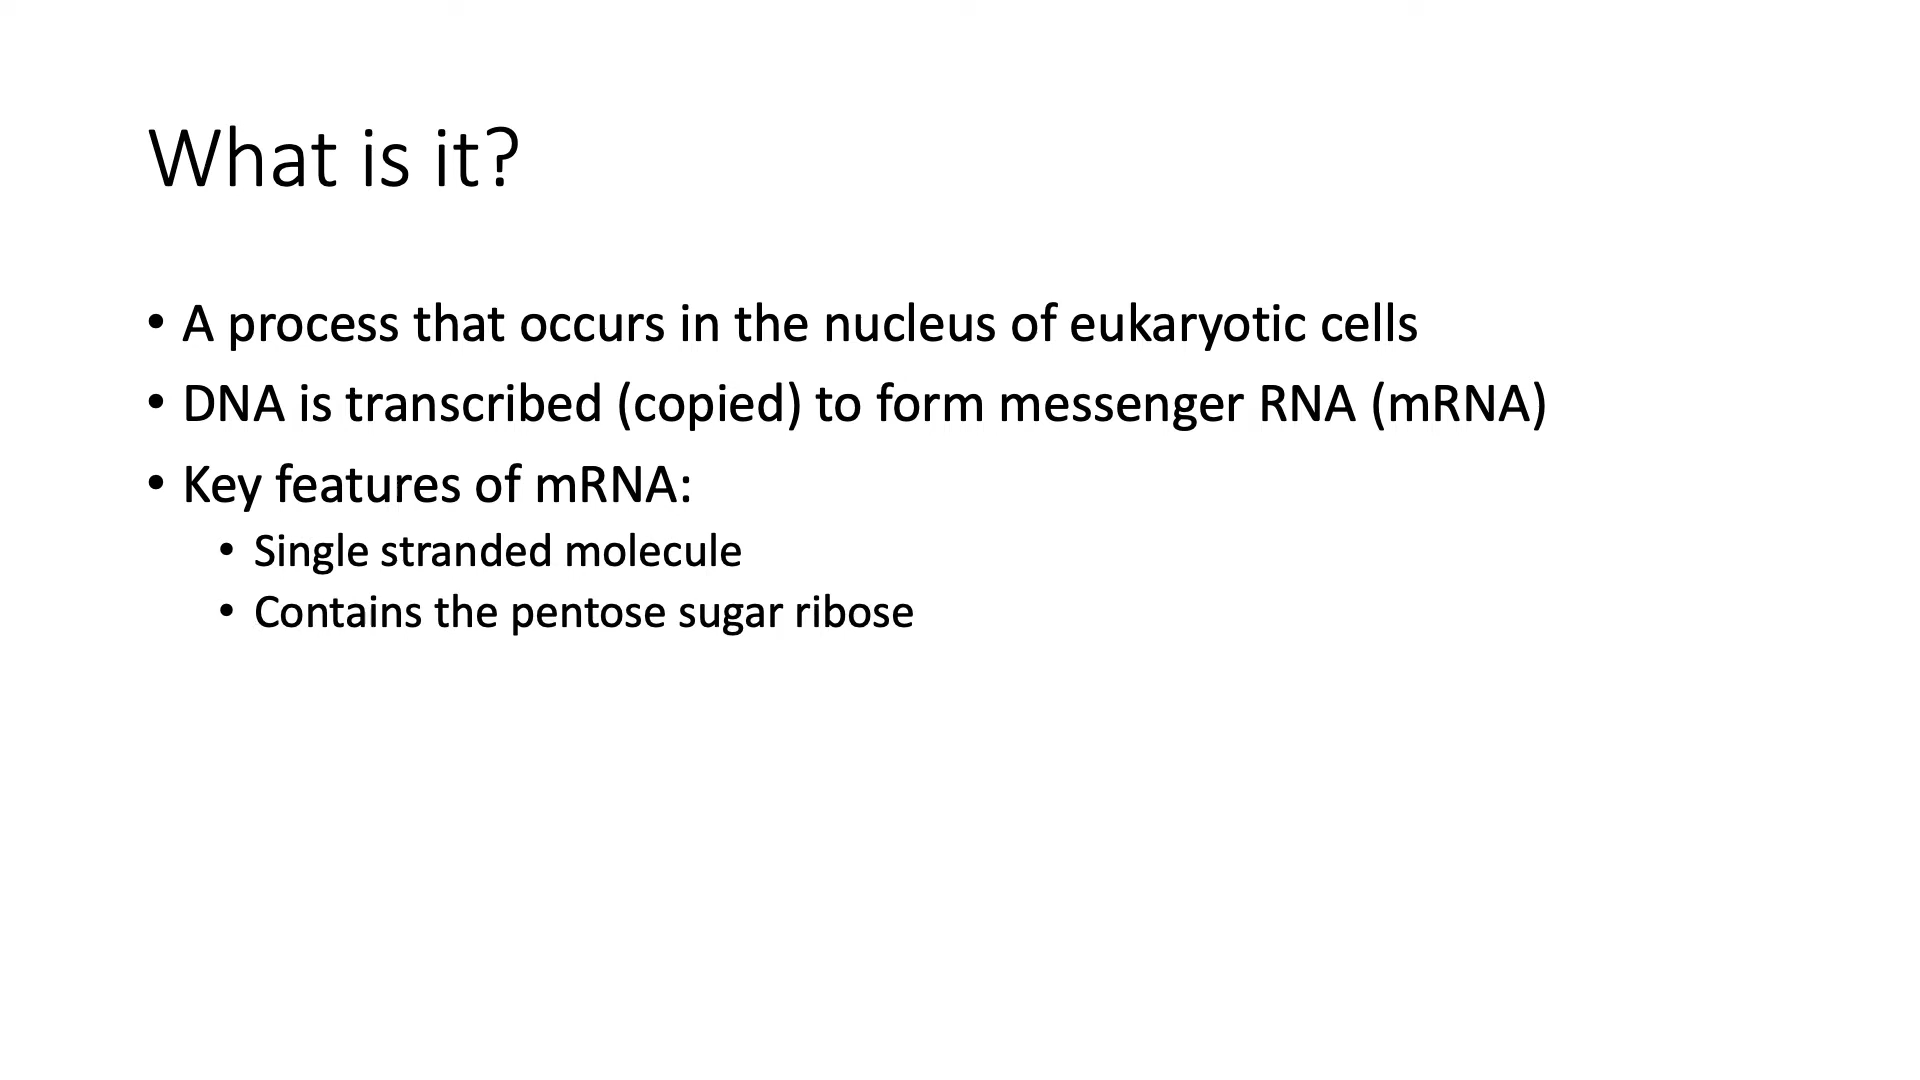 What is it?
• A process that occurs in the nucleus of eukaryotic cells
• DNA is transcribed (copied) to form messenger RNA (mRNA)
• Key features of mRNA:
• Single stranded molecule
• Contains the pentose sugar ribose